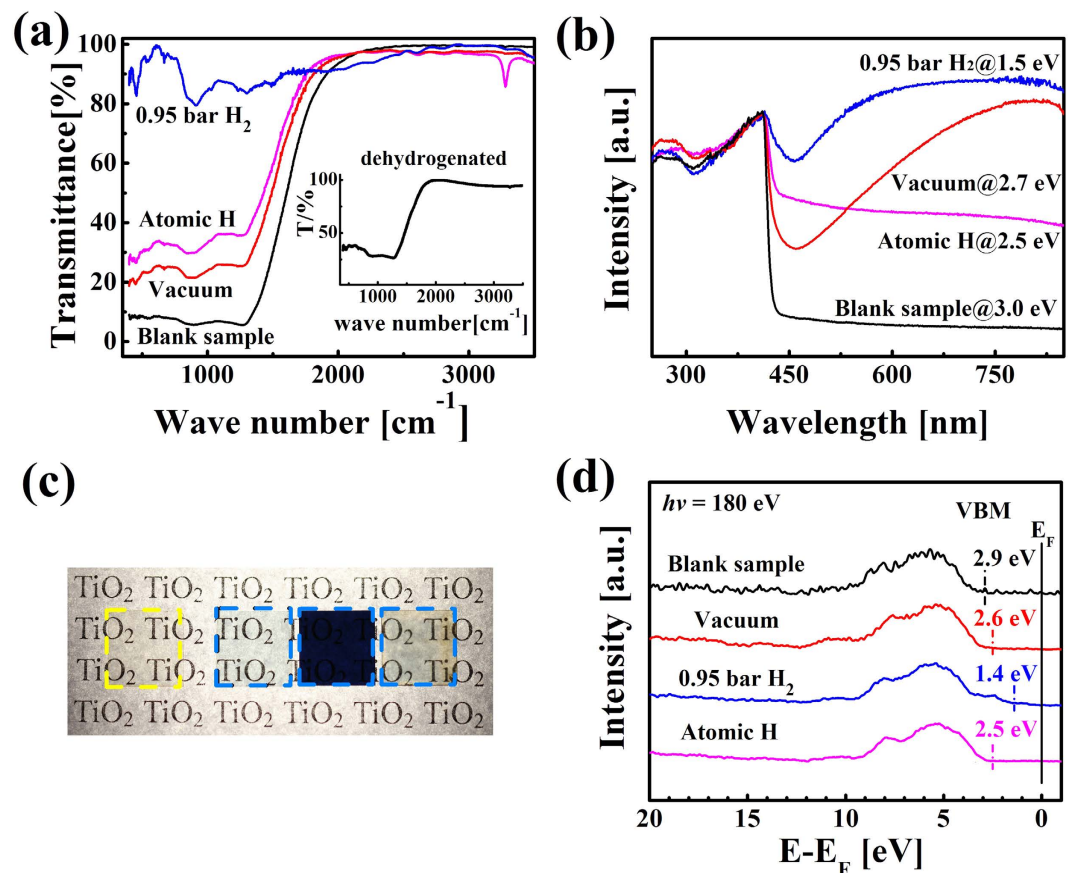 (a)
Transmittance[%]
100
80
60
40
20
0
0.95 bar H₂
Atomic H
Vacuum
Blank sample
dehydrogenated
T/%
100
50
1000 2000 3000
wave number[cm⁻¹]
1000 2000 3000
Wave number [cm⁻¹]
(b)
Intensity [a.u.]
0.95 bar H₂@1.5 eV
Vacuum@2.7 eV
Atomic H@2.5 eV
Blank sample@3.0 eV
300 450 600 750
Wavelength [nm]
(c)
TiO₂ TiO₂ TiO₂ TiO₂ TiO₂ TiO₂
TiO₂ TiO₂ TiO₂ TiO₂ TiO₂ TiO₂
TiO₂ TiO₂ TiO₂ TiO₂ TiO₂ TiO₂
TiO₂ TiO₂ TiO₂ TiO₂ TiO₂ TiO₂
(d)
Intensity [a.u.]
hν = 180 eV
VBM
E_F
Blank sample
2.9 eV
Vacuum
2.6 eV
0.95 bar H₂
1.4 eV
Atomic H
2.5 eV
20 15 10 5 0
E-E_F [eV]